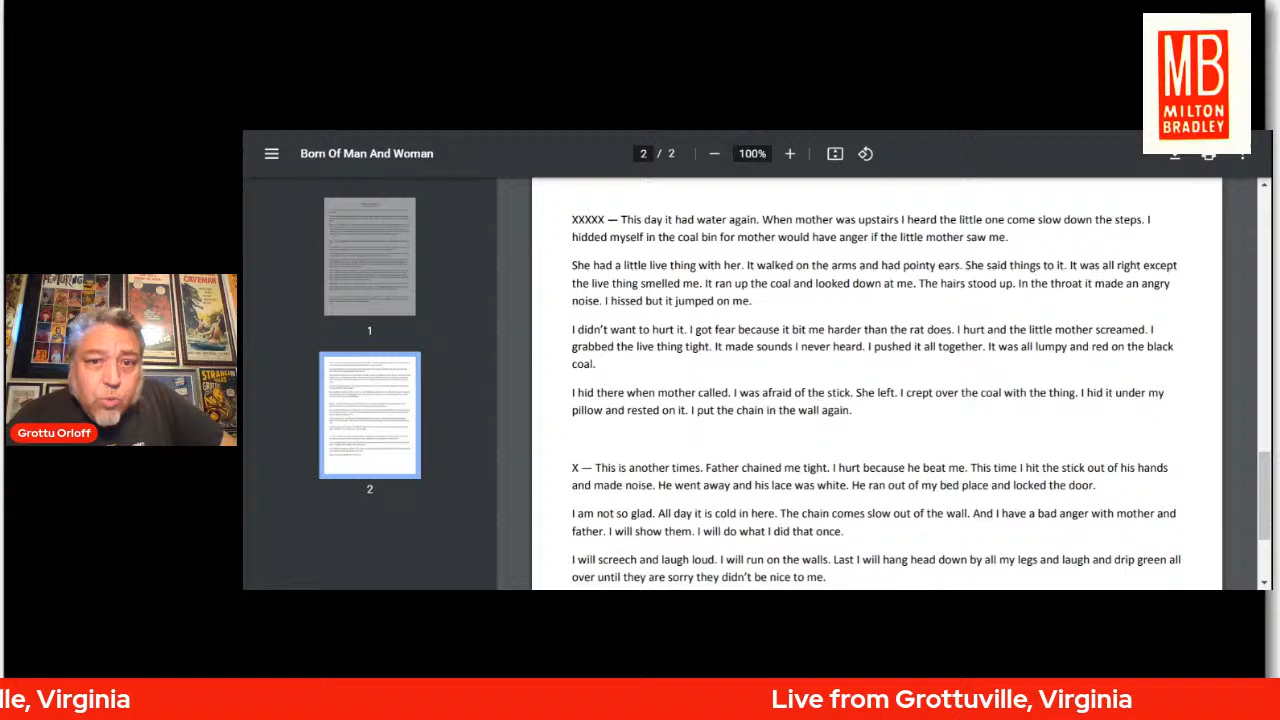 MB
MILTON
BRADLEY
Born Of Man And Woman
2 / 2
100%
XXXXX — This day it had water again. When mother was upstairs I heard the little one come slow down the steps. I
hidded myself in the coal bin for mother would have anger if the little mother saw me.
She had a little live thing with her. It walked on the arms and had pointy ears. She said things to it. It was all right except
the live thing smelled me. It ran up the coal and looked down at me. The hairs stood up. In the throat it made an angry
noise. I hissed but it jumped on me.
I didn't want to hurt it. I got fear because it bit me harder than the rat does. I hurt and the little mother screamed. I
grabbed the live thing tight. It made sounds I never heard. I pushed it all together. It was all lumpy and red on the black
coal.
I hid there when mother called. I was afraid of the stick. She left. I crept over the coal with the thing. I hid it under my
pillow and rested on it. I put the chain in the wall again.
X — This is another times. Father chained me tight. I hurt because he beat me. This time I hit the stick out of his hands
and made noise. He went away and his lace was white. He ran out of my bed place and locked the door.
I am not so glad. All day it is cold in here. The chain comes slow out of the wall. And I have a bad anger with mother and
father. I will show them. I will do what I did that once.
I will screech and laugh loud. I will run on the walls. Last I will hang head down by all my legs and laugh and drip green all
over until they are sorry they didn't be nice to me.
1
2
FEATURING
CAVEMAN
STRANGE
TALES
Grottu Orloff
lle, Virginia
Live from Grottuville, Virginia